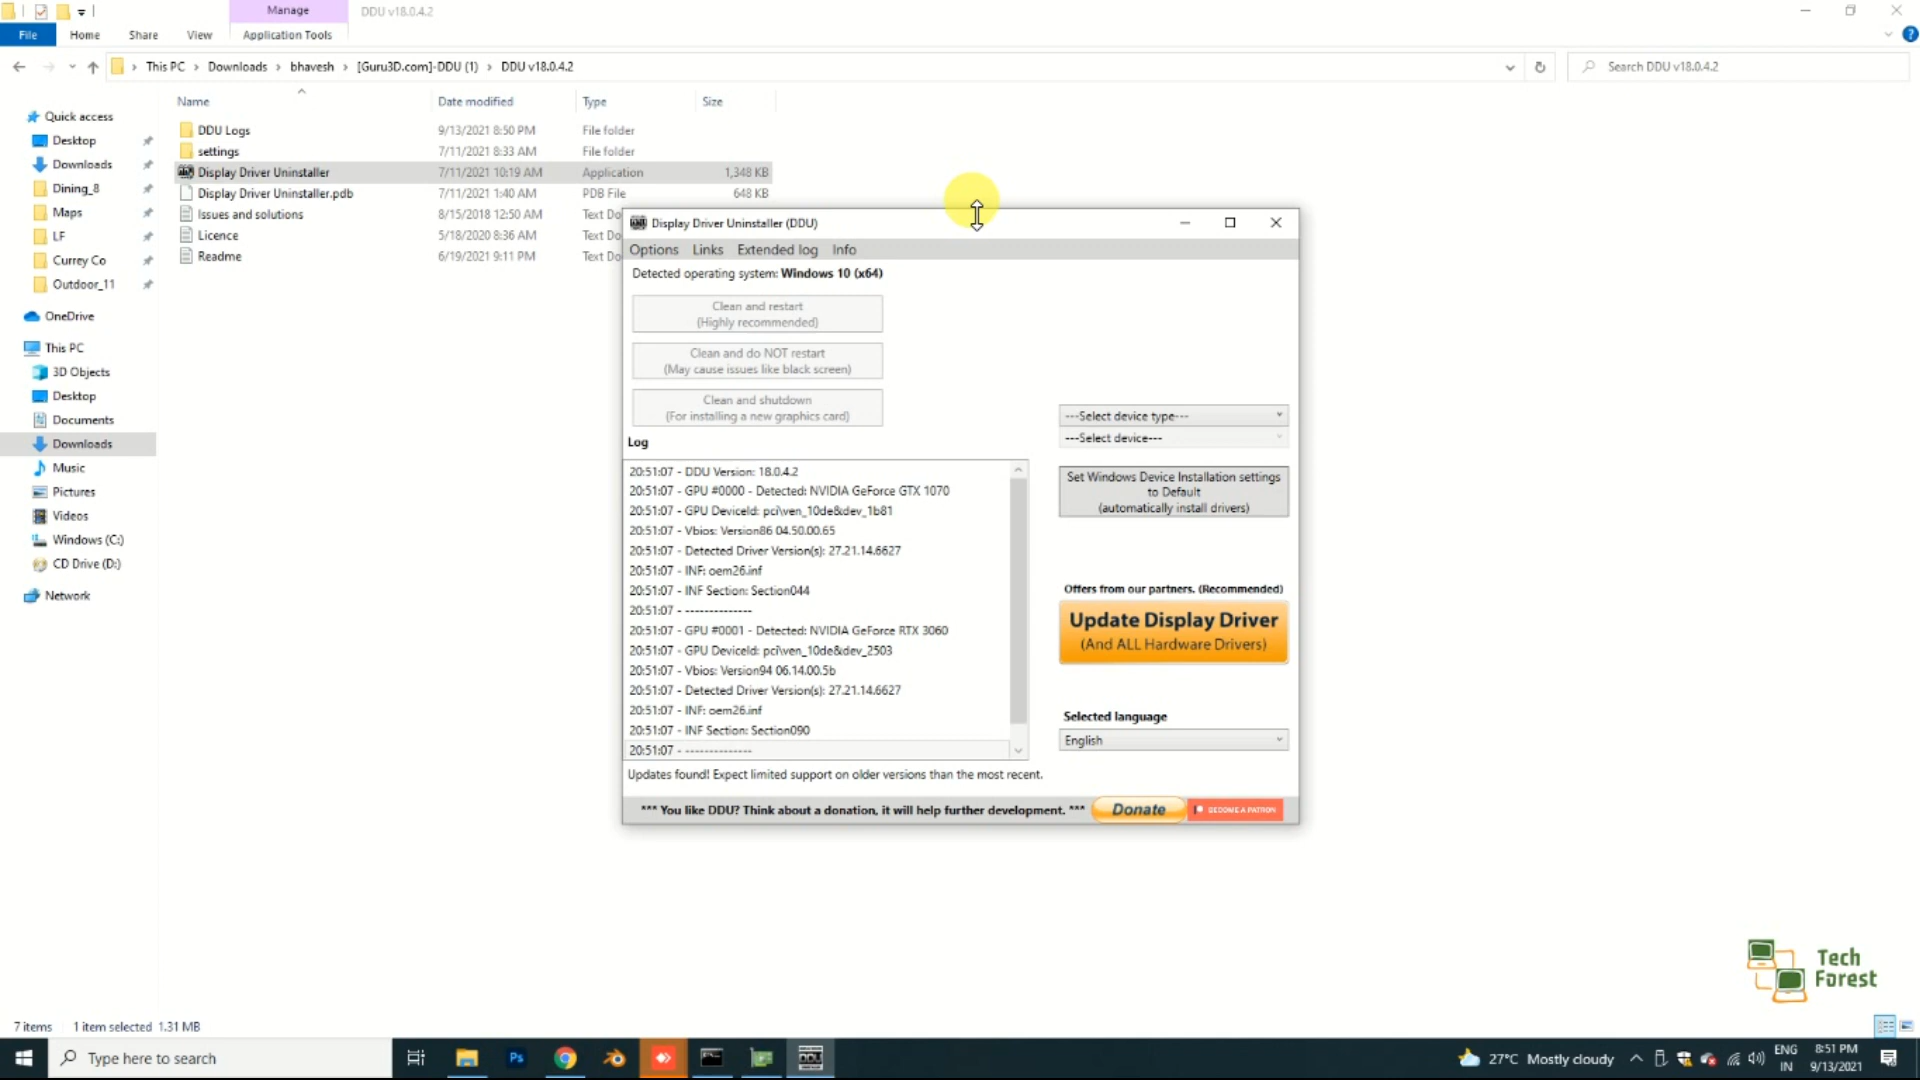 Manage
DDU v18.0.4.2
File
Home
Share
View
Application Tools
This PC > Downloads > bhavesh > [Guru3D.com]-DDU (1) > DDU v18.0.4.2
Search DDU v18.0.4.2
Name
Date modified
Type
Size
DDU Logs
9/13/2021 8:50 PM
File folder
settings
7/11/2021 8:33 AM
File folder
Display Driver Uninstaller
7/11/2021 10:19 AM
Application
1,348 KB
Display Driver Uninstaller.pdb
7/11/2021 1:40 AM
PDB File
648 KB
Issues and solutions
8/15/2018 12:50 AM
Text Do
Licence
5/18/2020 8:36 AM
Text Do
Readme
6/19/2021 9:11 PM
Text Do
Quick access
Desktop
Downloads
Dining_8
Maps
LF
Currey Co
Outdoor_11
OneDrive
This PC
3D Objects
Desktop
Documents
Downloads
Music
Pictures
Videos
Windows (C:)
CD Drive (D:)
Network
Display Driver Uninstaller (DDU)
Options
Links
Extended log
Info
Detected operating system: Windows 10 (x64)
Clean and restart
(Highly recommended)
Clean and do NOT restart
(May cause issues like black screen)
Clean and shutdown
(For installing a new graphics card)
Log
20:51:07 - DDU Version: 18.0.4.2
20:51:07 - GPU #0000 - Detected: NVIDIA GeForce GTX 1070
20:51:07 - GPU DeviceId: pci\ven_10de&dev_1b81
20:51:07 - Vbios: Version86 04.50.00.65
20:51:07 - Detected Driver Version(s): 27.21.14.6627
20:51:07 - INF: oem26.inf
20:51:07 - INF Section: Section044
20:51:07 - --------------
20:51:07 - GPU #0001 - Detected: NVIDIA GeForce RTX 3060
20:51:07 - GPU DeviceId: pci\ven_10de&dev_2503
20:51:07 - Vbios: Version94 06.14.00.5b
20:51:07 - Detected Driver Version(s): 27.21.14.6627
20:51:07 - INF: oem26.inf
20:51:07 - INF Section: Section090
20:51:07 - --------------
---Select device type---
---Select device---
Set Windows Device Installation settings
to Default
(automatically install drivers)
Offers from our partners. (Recommended)
Update Display Driver
(And ALL Hardware Drivers)
Selected language
English
Updates found! Expect limited support on older versions than the most recent.
*** You like DDU? Think about a donation, it will help further development. ***
Donate
BECOME A PATRON
Tech
Forest
7 items
1 item selected 1.31 MB
Type here to search
Ps
DDU
27°C Mostly cloudy
ENG
IN
8:51 PM
9/13/2021